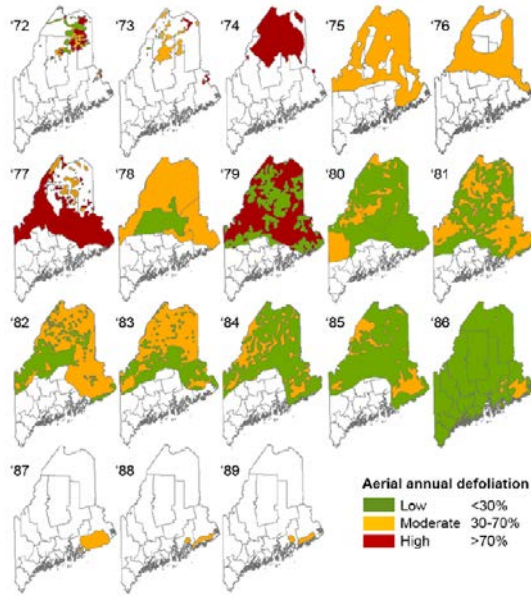 '72 '73 '74 '75 '76
'77 '78 '79 '80 '81
'82 '83 '84 '85 '86
'87 '88 '89
Aerial annual defoliation
Low <30%
Moderate 30-70%
High >70%